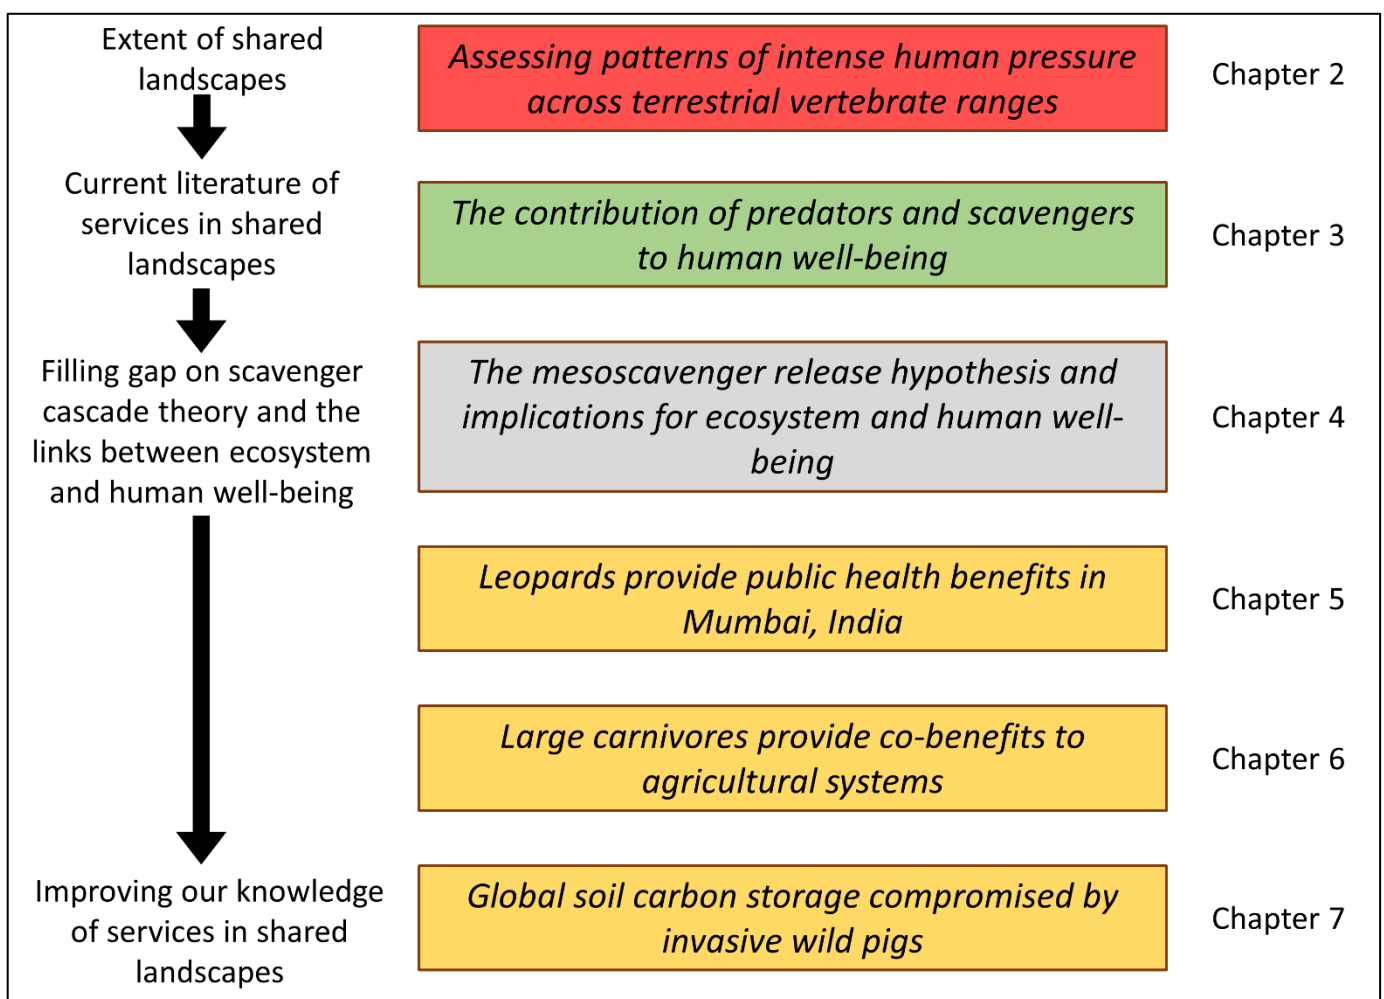 Extent of shared
landscapes
Assessing patterns of intense human pressure
across terrestrial vertebrate ranges
Chapter 2
Current literature of
services in shared
landscapes
The contribution of predators and scavengers
to human well-being
Chapter 3
Filling gap on scavenger
cascade theory and the
links between ecosystem
and human well-being
The mesoscavenger release hypothesis and
implications for ecosystem and human well-
being
Chapter 4
Leopards provide public health benefits in
Mumbai, India
Chapter 5
Large carnivores provide co-benefits to
agricultural systems
Chapter 6
Improving our knowledge
of services in shared
landscapes
Global soil carbon storage compromised by
invasive wild pigs
Chapter 7